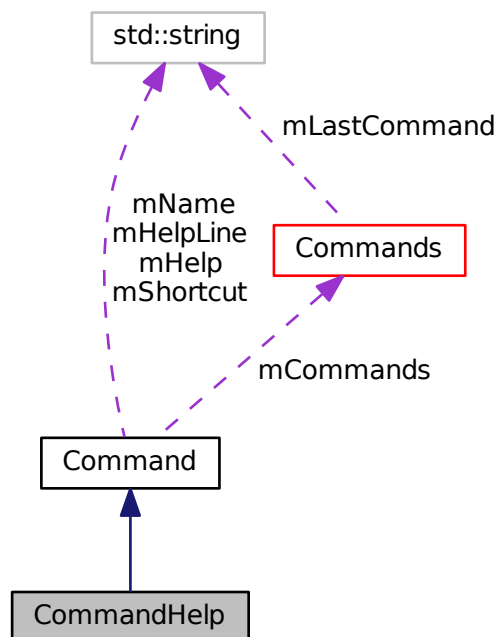 std::string
mLastCommand
mName
mHelpLine
mHelp
mShortcut
Commands
mCommands
Command
CommandHelp